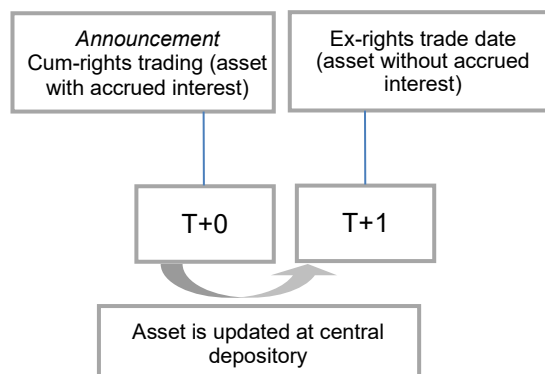 Announcement
Cum-rights trading (asset
with accrued interest)
Ex-rights trade date
(asset without accrued
interest)
T+0
T+1
Asset is updated at central
depository